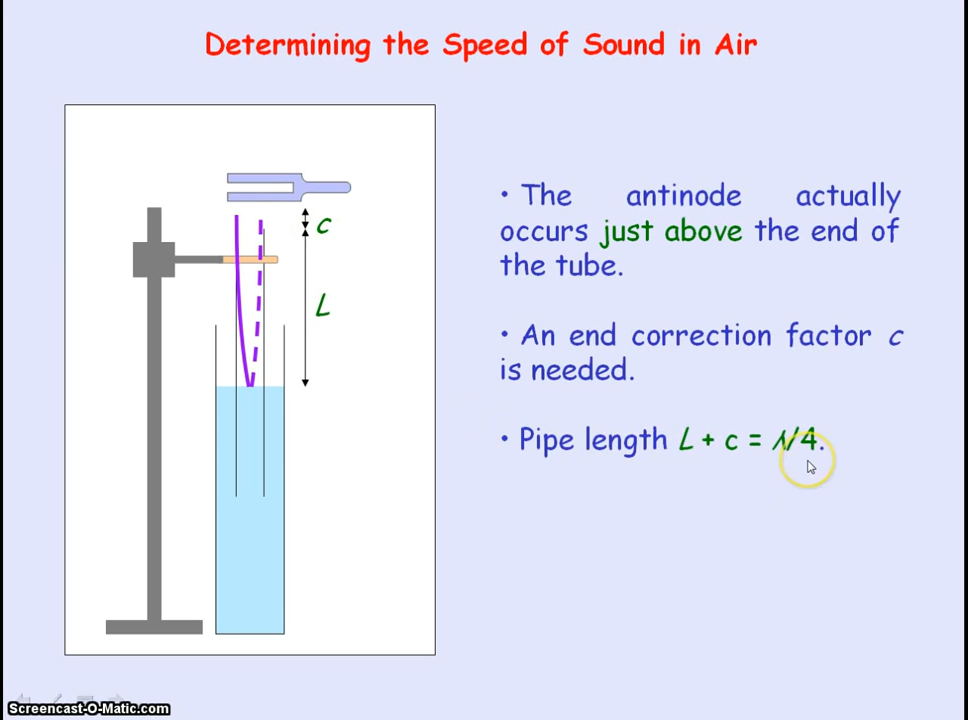 Determining the Speed of Sound in Air
c
L
• The antinode actually
occurs just above the end of
the tube.
• An end correction factor c
is needed.
• Pipe length L + c = λ/4.
Screencast-O-Matic.com